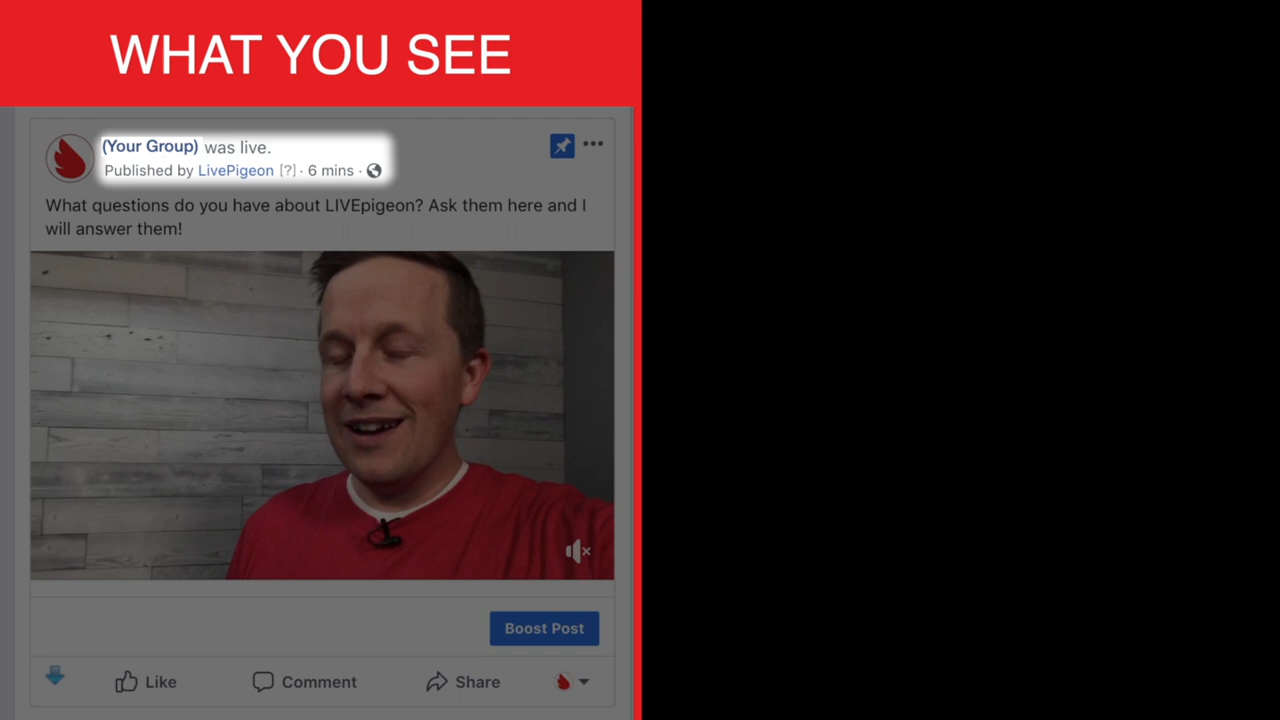 WHAT YOU SEE
(Your Group) was live.
Published by LivePigeon [?] · 6 mins ·
What questions do you have about LIVEpigeon? Ask them here and I
will answer them!
Boost Post
Like Comment Share